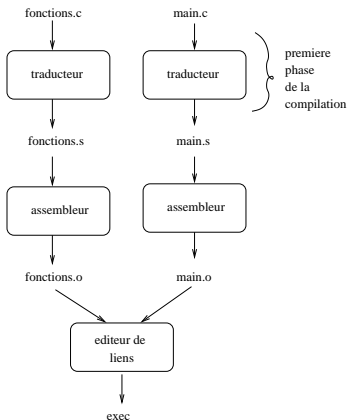 fonctions.c
main.c
traducteur
traducteur
premiere
phase
de la
compilation
fonctions.s
main.s
assembleur
assembleur
fonctions.o
main.o
editeur de
liens
exec